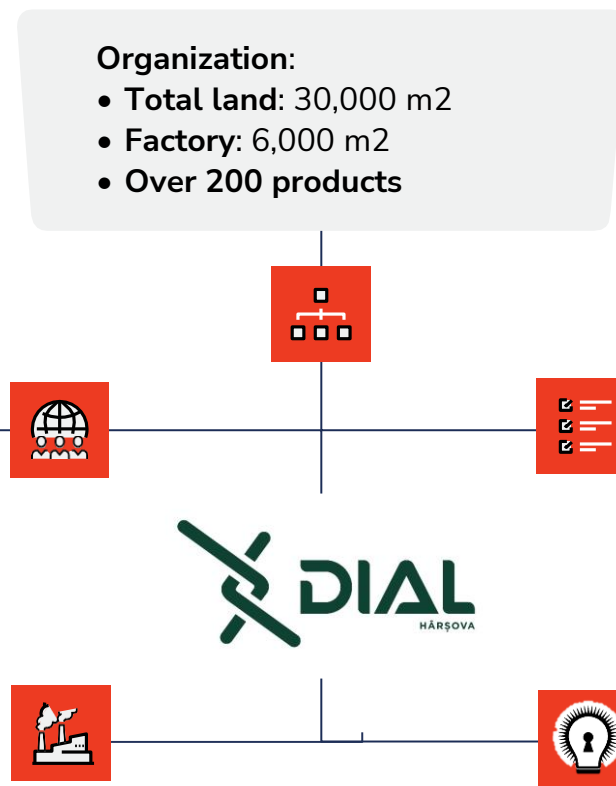 Organization:
• Total land: 30,000 m2
• Factory: 6,000 m2
• Over 200 products
DIAL
HÂRȘOVA